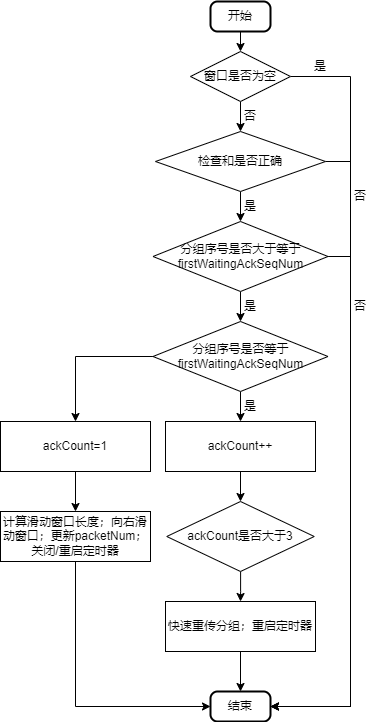 开始
窗口是否为空
是
否
检查和是否正确
否
是
分组序号是否大于等于
firstWaitingAckSeqNum
否
是
分组序号是否等于
firstWaitingAckSeqNum
是
ackCount=1
ackCount++
计算滑动窗口长度；向右滑
动窗口；更新packetNum；
关闭/重启定时器
ackCount是否大于3
快速重传分组；重启定时器
结束